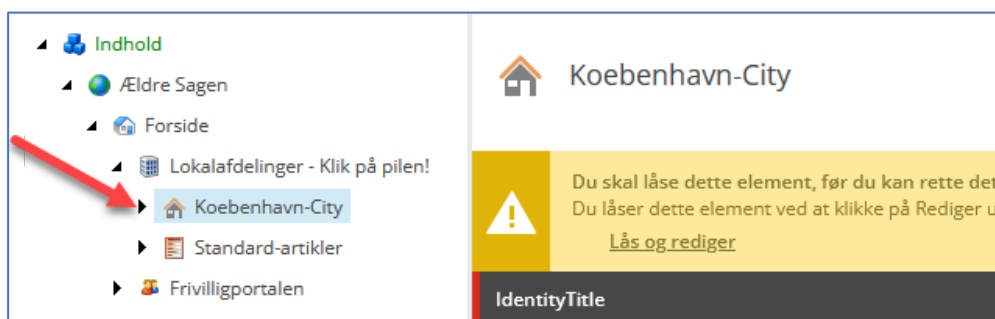 Indhold
Ældre Sagen
Forside
Lokalafdelinger - Klik på pilen!
Koebenhavn-City
Standard-artikler
Frivilligportalen
Koebenhavn-City
Du skal låse dette element, før du kan rette det
Du låser dette element ved at klikke på Rediger u
Lås og rediger
IdentityTitle